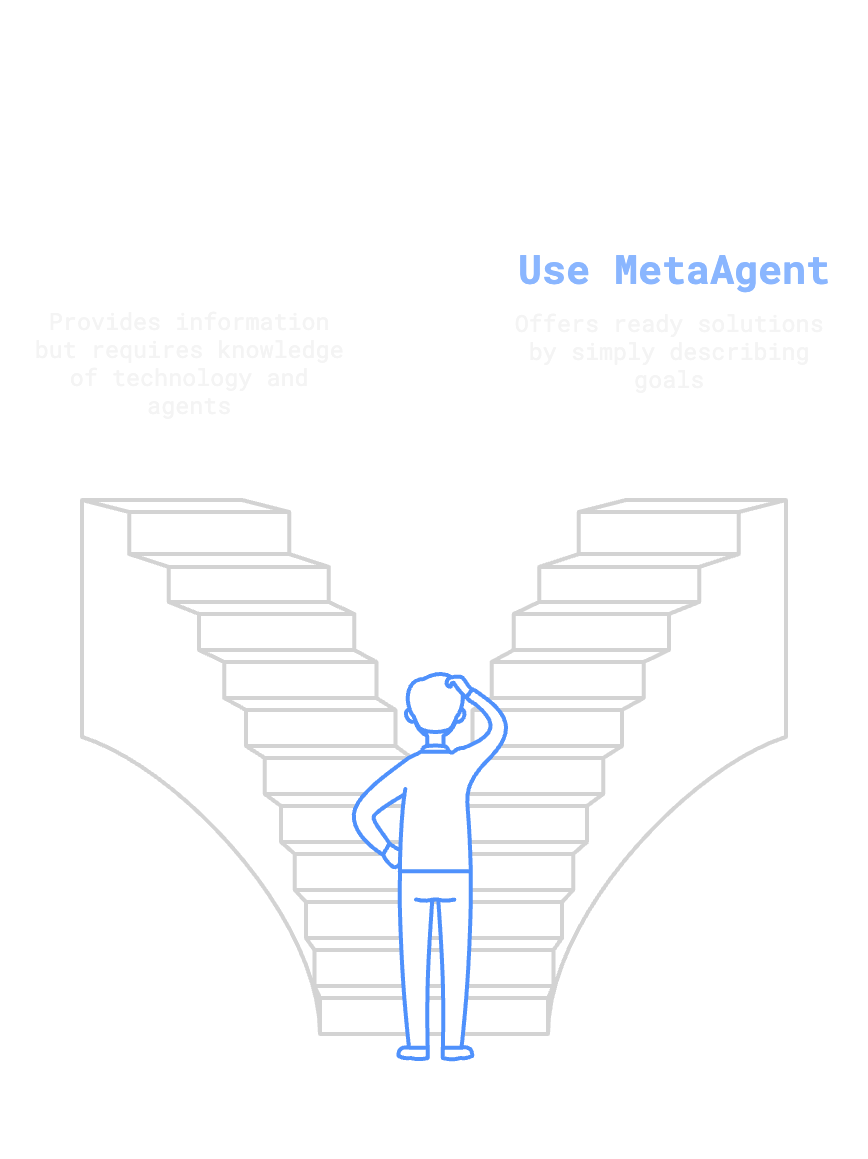 Use MetaAgent
Provides information
but requires knowledge
of technology and
agents
Offers ready solutions
by simply describing
goals